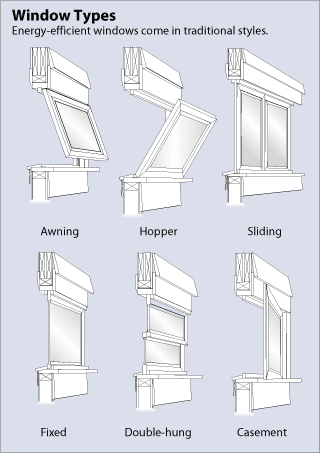 Window Types
Energy-efficient windows come in traditional styles.
Awning Hopper Sliding
Fixed Double-hung Casement